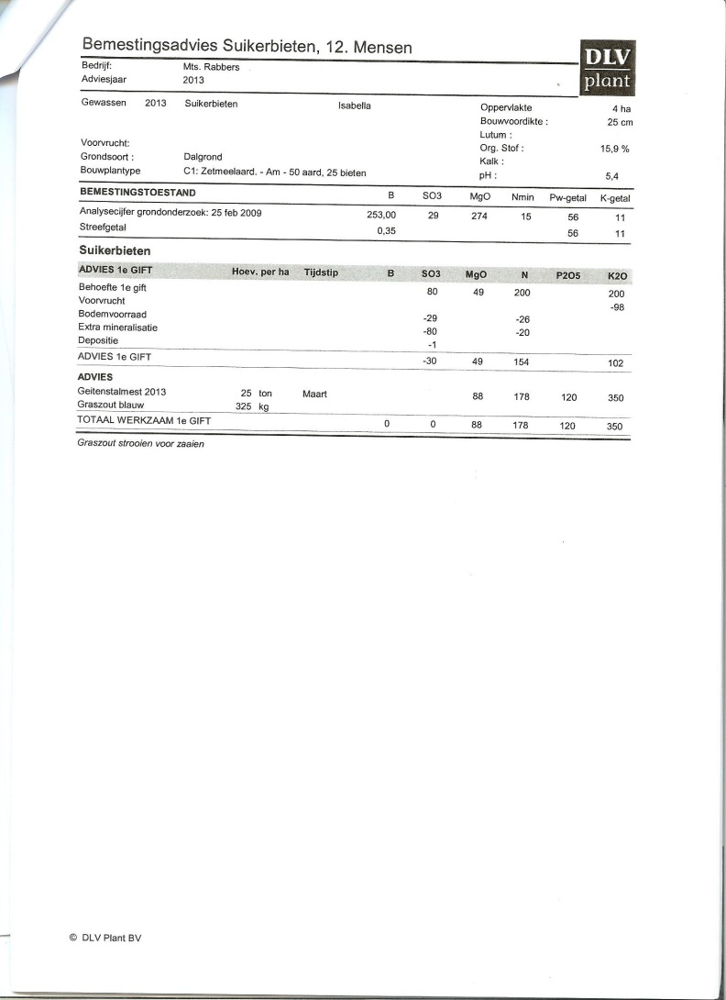 Bemestingsadvies Suikerbieten, 12. Mensen
DLV
plant
Bedrijf: Mts. Rabbers
Adviesjaar 2013
Gewassen 2013 Suikerbieten Isabella
Oppervlakte 4 ha
Bouwvoordikte : 25 cm
Lutum :
Voorvrucht:
Org. Stof : 15,9 %
Grondsoort : Dalgrond
Kalk :
Bouwplantype C1: Zetmeelaard. - Am - 50 aard, 25 bieten
pH : 5,4
BEMESTINGSTOESTAND B SO3 MgO Nmin Pw-getal K-getal
Analysecijfer grondonderzoek: 25 feb 2009 253,00 29 274 15 56 11
Streefgetal 0,35 56 11
Suikerbieten
ADVIES 1e GIFT Hoev. per ha Tijdstip B SO3 MgO N P2O5 K2O
Behoefte 1e gift 80 49 200 200
Voorvrucht -98
Bodemvoorraad -29 -26
Extra mineralisatie -80 -20
Depositie -1
ADVIES 1e GIFT -30 49 154 102
ADVIES
Geitenstalmest 2013 25 ton Maart 88 178 120 350
Graszout blauw 325 kg
TOTAAL WERKZAAM 1e GIFT 0 0 88 178 120 350
Graszout strooien voor zaaien
© DLV Plant BV